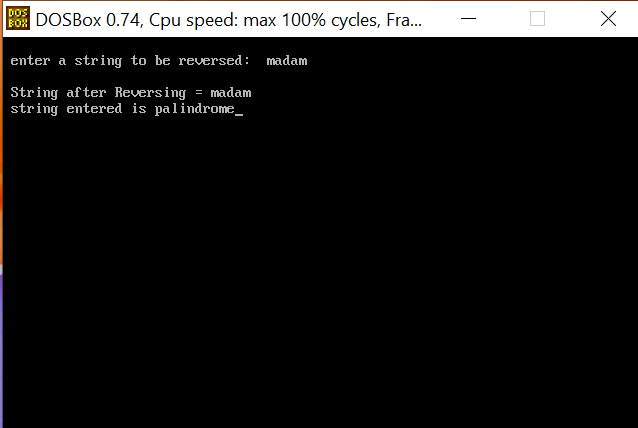 DOS
BOX
DOSBox 0.74, Cpu speed: max 100% cycles, Fra...
enter a string to be reversed:  madam
String after Reversing = madam
string entered is palindrome_